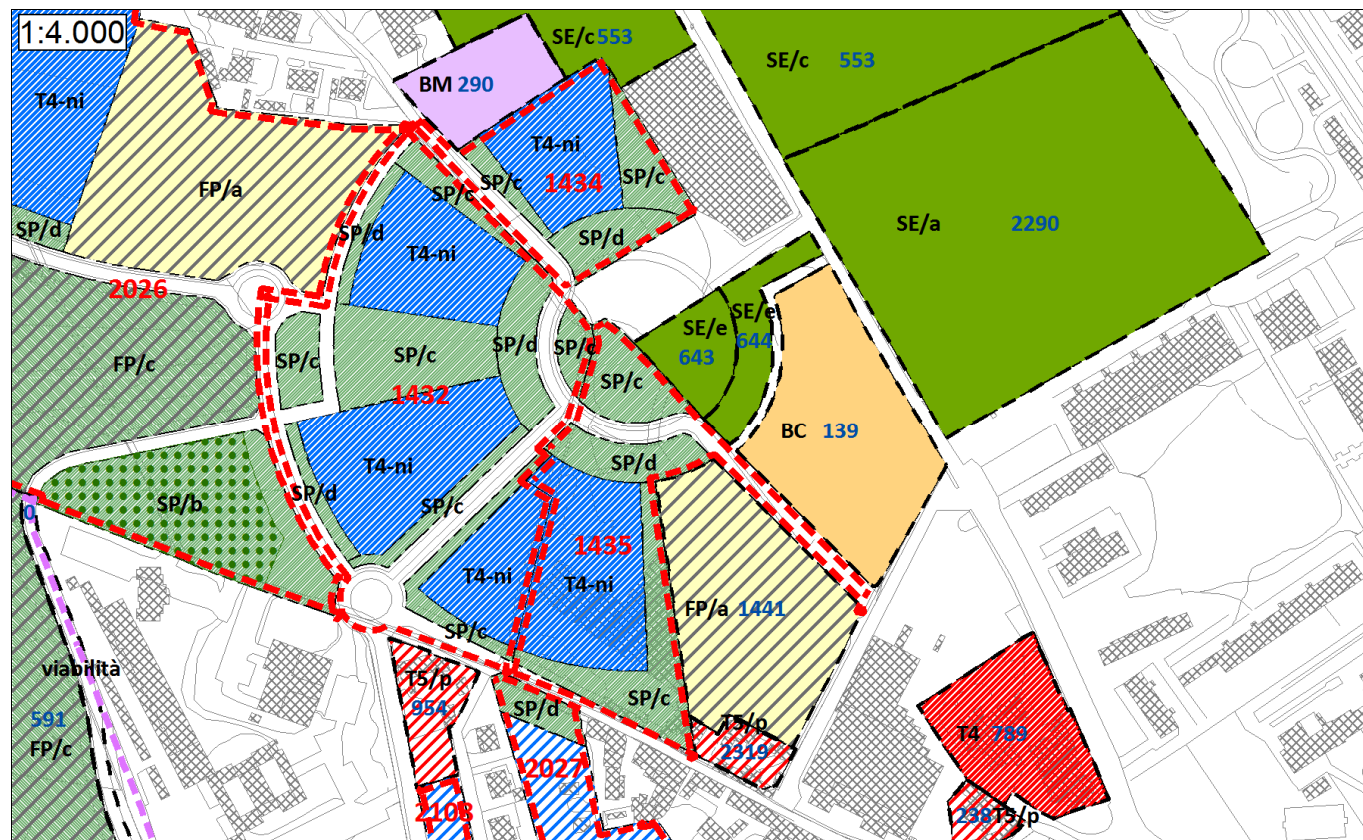 1:4.000
SE/c 553
SE/c 553
BM 290
T4-ni
T4-ni
FP/a
SP/c
SP/c
1434
SP/c
SE/a 2290
SP/d
SP/d
SP/d
T4-ni
2026
SE/e
SE/e
643
644
SP/c
SP/c
SP/d
SP/c
SP/c
FP/c
1432
BC 139
T4-ni
SP/d
SP/d
SP/c
SP/b
0
1435
T4-ni
T4-ni
FP/a 1441
SP/c
viabilità
T5/p
954
SP/d
SP/c
591
FP/c
T5/p
2319
T4 789
2027
2108
238 T5/p